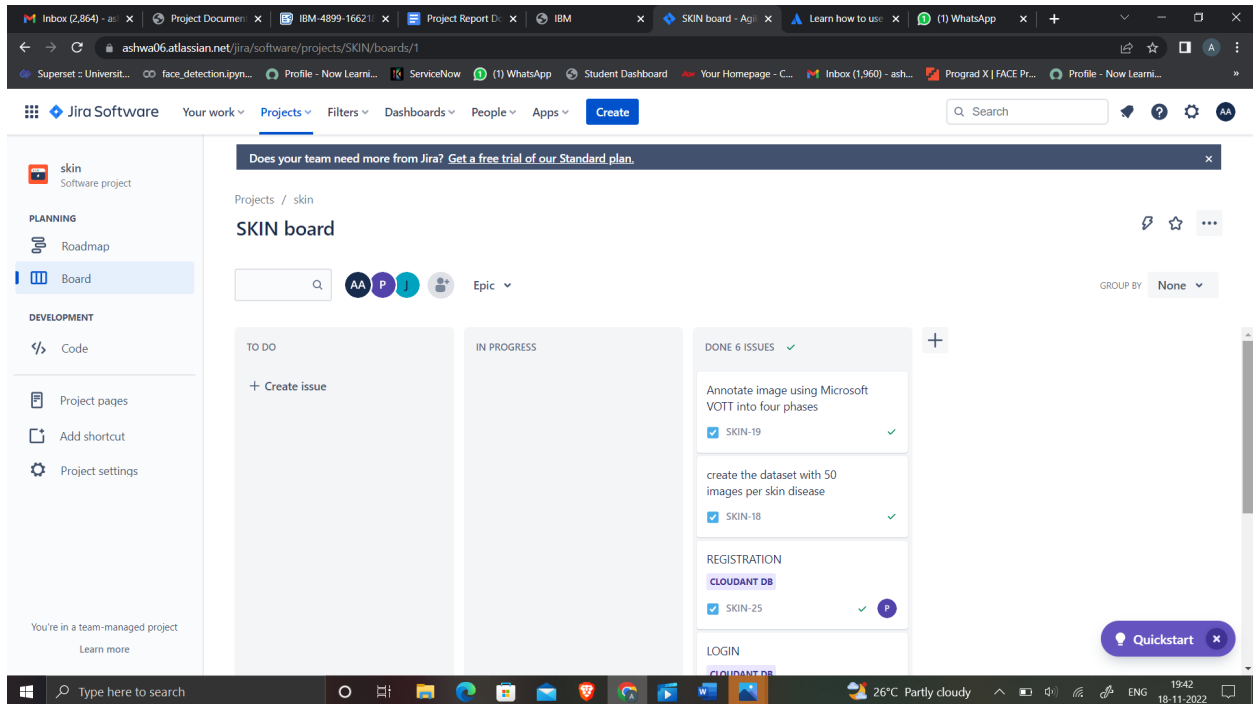 Inbox (2,864) - as
Project Documen
IBM-4899-16621
Project Report Do
IBM
SKIN board - Agi
Learn how to use
(1) WhatsApp
ashwa06.atlassian.net/jira/software/projects/SKIN/boards/1
A
Superset :: Universit...
face_detection.ipyn...
Profile - Now Learni...
ServiceNow
(1) WhatsApp
Student Dashboard
Your Homepage - C...
Inbox (1,960) - ash...
Prograd X | FACE Pr...
Profile - Now Learni...
»
Jira Software
Your work
Projects
Filters
Dashboards
People
Apps
Create
Search
AA
skin
Software project
PLANNING
Roadmap
Board
DEVELOPMENT
Code
Project pages
Add shortcut
Project settings
You're in a team-managed project
Learn more
Does your team need more from Jira? Get a free trial of our Standard plan.
Projects / skin
SKIN board
AA
P
J
Epic
GROUP BY
None
TO DO
+ Create issue
IN PROGRESS
DONE 6 ISSUES
Annotate image using Microsoft
VOTT into four phases
SKIN-19
create the dataset with 50
images per skin disease
SKIN-18
REGISTRATION
CLOUDANT DB
SKIN-25
P
LOGIN
CLOUDANT DB
Quickstart
Type here to search
26°C Partly cloudy
ENG
19:42
18-11-2022